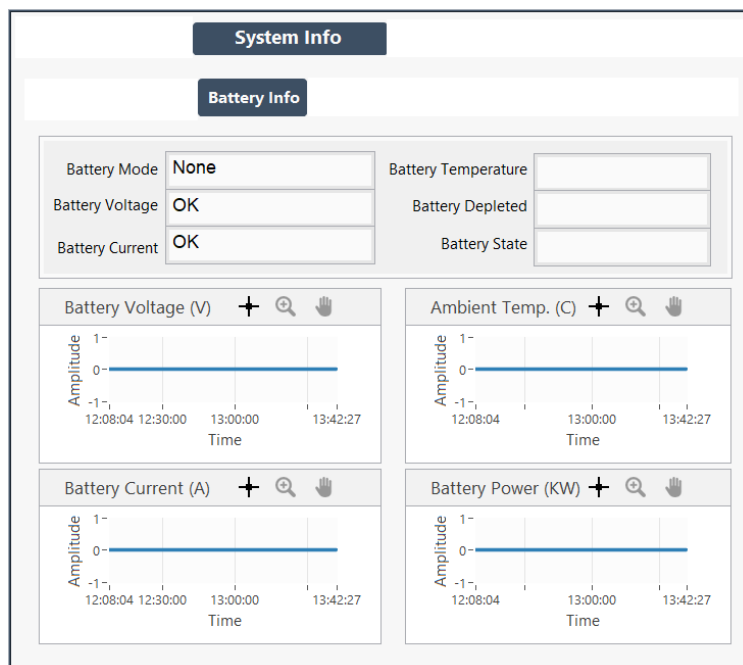 System Info
Battery Info
Battery Mode None
Battery Voltage OK
Battery Current OK
Battery Temperature
Battery Depleted
Battery State
Battery Voltage (V)
Amplitude
1
0
-1
12:08:04 12:30:00 13:00:00 13:42:27
Time
Ambient Temp. (C)
Amplitude
1
0
-1
12:08:04 13:00:00 13:42:27
Time
Battery Current (A)
Amplitude
1
0
-1
12:08:04 12:30:00 13:00:00 13:42:27
Time
Battery Power (KW)
Amplitude
1
0
-1
12:08:04 13:00:00 13:42:27
Time